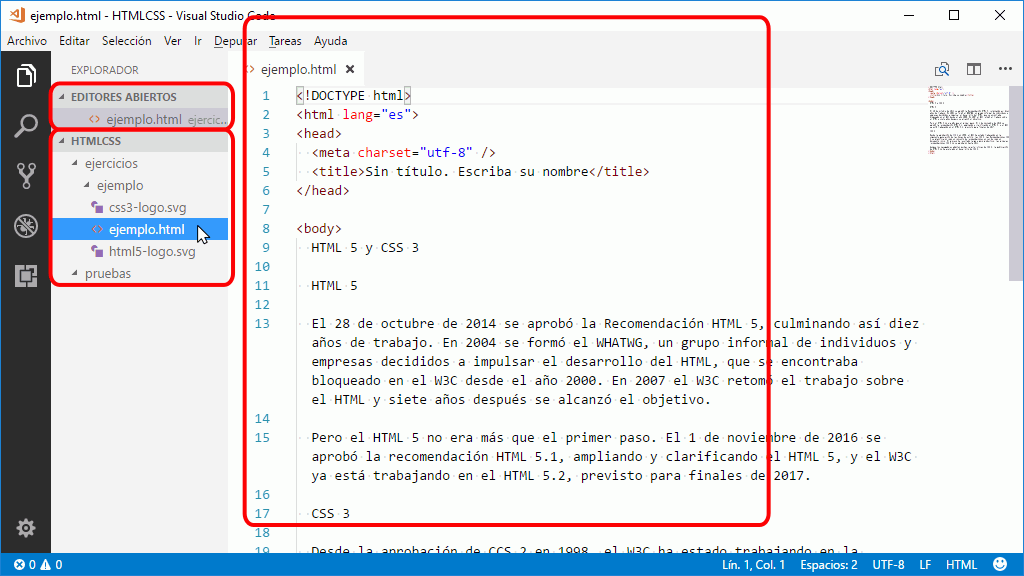 ejemplo.html - HTMLCSS - Visual Studio Code
Archivo Editar Selección Ver Ir Depurar Tareas Ayuda
EXPLORADOR
EDITORES ABIERTOS
ejemplo.html ejercic...
HTMLCSS
ejercicios
ejemplo
css3-logo.svg
ejemplo.html
html5-logo.svg
pruebas
ejemplo.html
1 <!DOCTYPE html>
2 <html lang="es">
3 <head>
4 <meta charset="utf-8" />
5 <title>Sin título. Escriba su nombre</title>
6 </head>
7
8 <body>
9 HTML 5 y CSS 3
10
11 HTML 5
12
13 El 28 de octubre de 2014 se aprobó la Recomendación HTML 5, culminando así diez
años de trabajo. En 2004 se formó el WHATWG, un grupo informal de individuos y
empresas decididos a impulsar el desarrollo del HTML, que se encontraba
bloqueado en el W3C desde el año 2000. En 2007 el W3C retomó el trabajo sobre
el HTML y siete años después se alcanzó el objetivo.
14
15 Pero el HTML 5 no era más que el primer paso. El 1 de noviembre de 2016 se
aprobó la recomendación HTML 5.1, ampliando y clarificando el HTML 5, y el W3C
ya está trabajando en el HTML 5.2, previsto para finales de 2017.
16
17 CSS 3
18
19 Desde la aprobación de CCS 2 en 1998, el W3C ha estado trabajando en la
0 0 Lín. 1, Col. 1 Espacios: 2 UTF-8 LF HTML